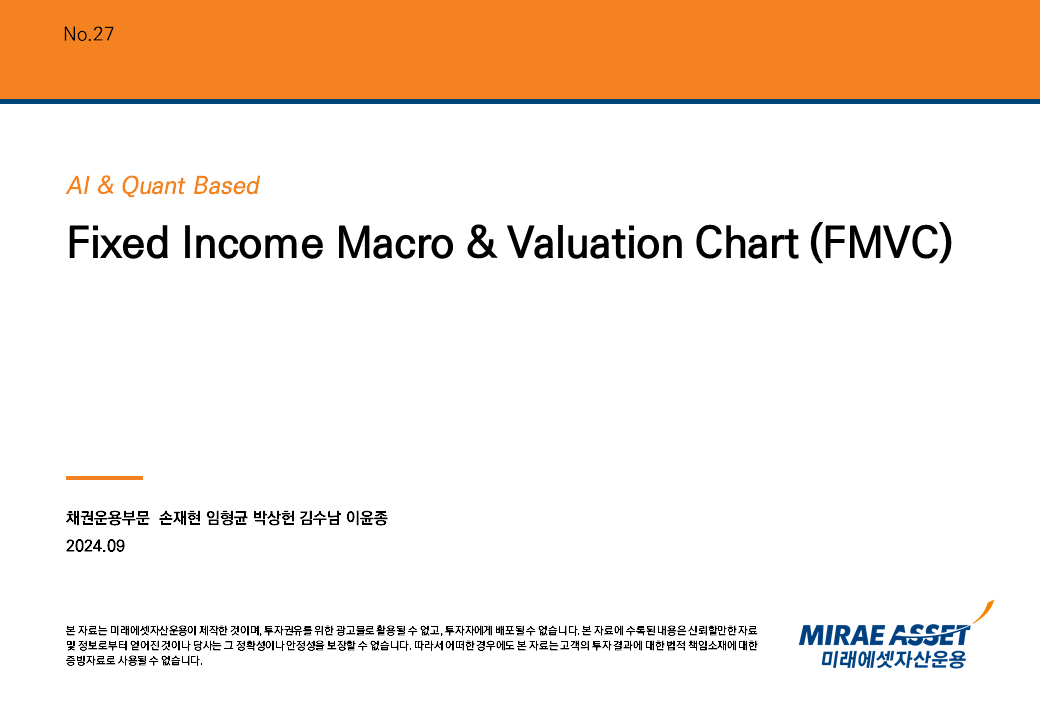 No.27
AI & Quant Based
Fixed Income Macro & Valuation Chart (FMVC)
채권운용부문 손재현 임형균 박상헌 김수남 이윤종
2024.09
본 자료는 미래에셋자산운용이 제작한 것이며, 투자권유를 위한 광고물로 활용될 수 없고, 투자자에게 배포될 수 없습니다. 본 자료에 수록된 내용은 신뢰할만한 자료
및 정보로부터 얻어진 것이나 당사는 그 정확성이나 안정성을 보장할 수 없습니다. 따라서 어떠한 경우에도 본 자료는 고객의 투자 결과에 대한 법적 책임소재에 대한
증빙자료로 사용될 수 없습니다.
MIRAE ASSET
미래에셋자산운용